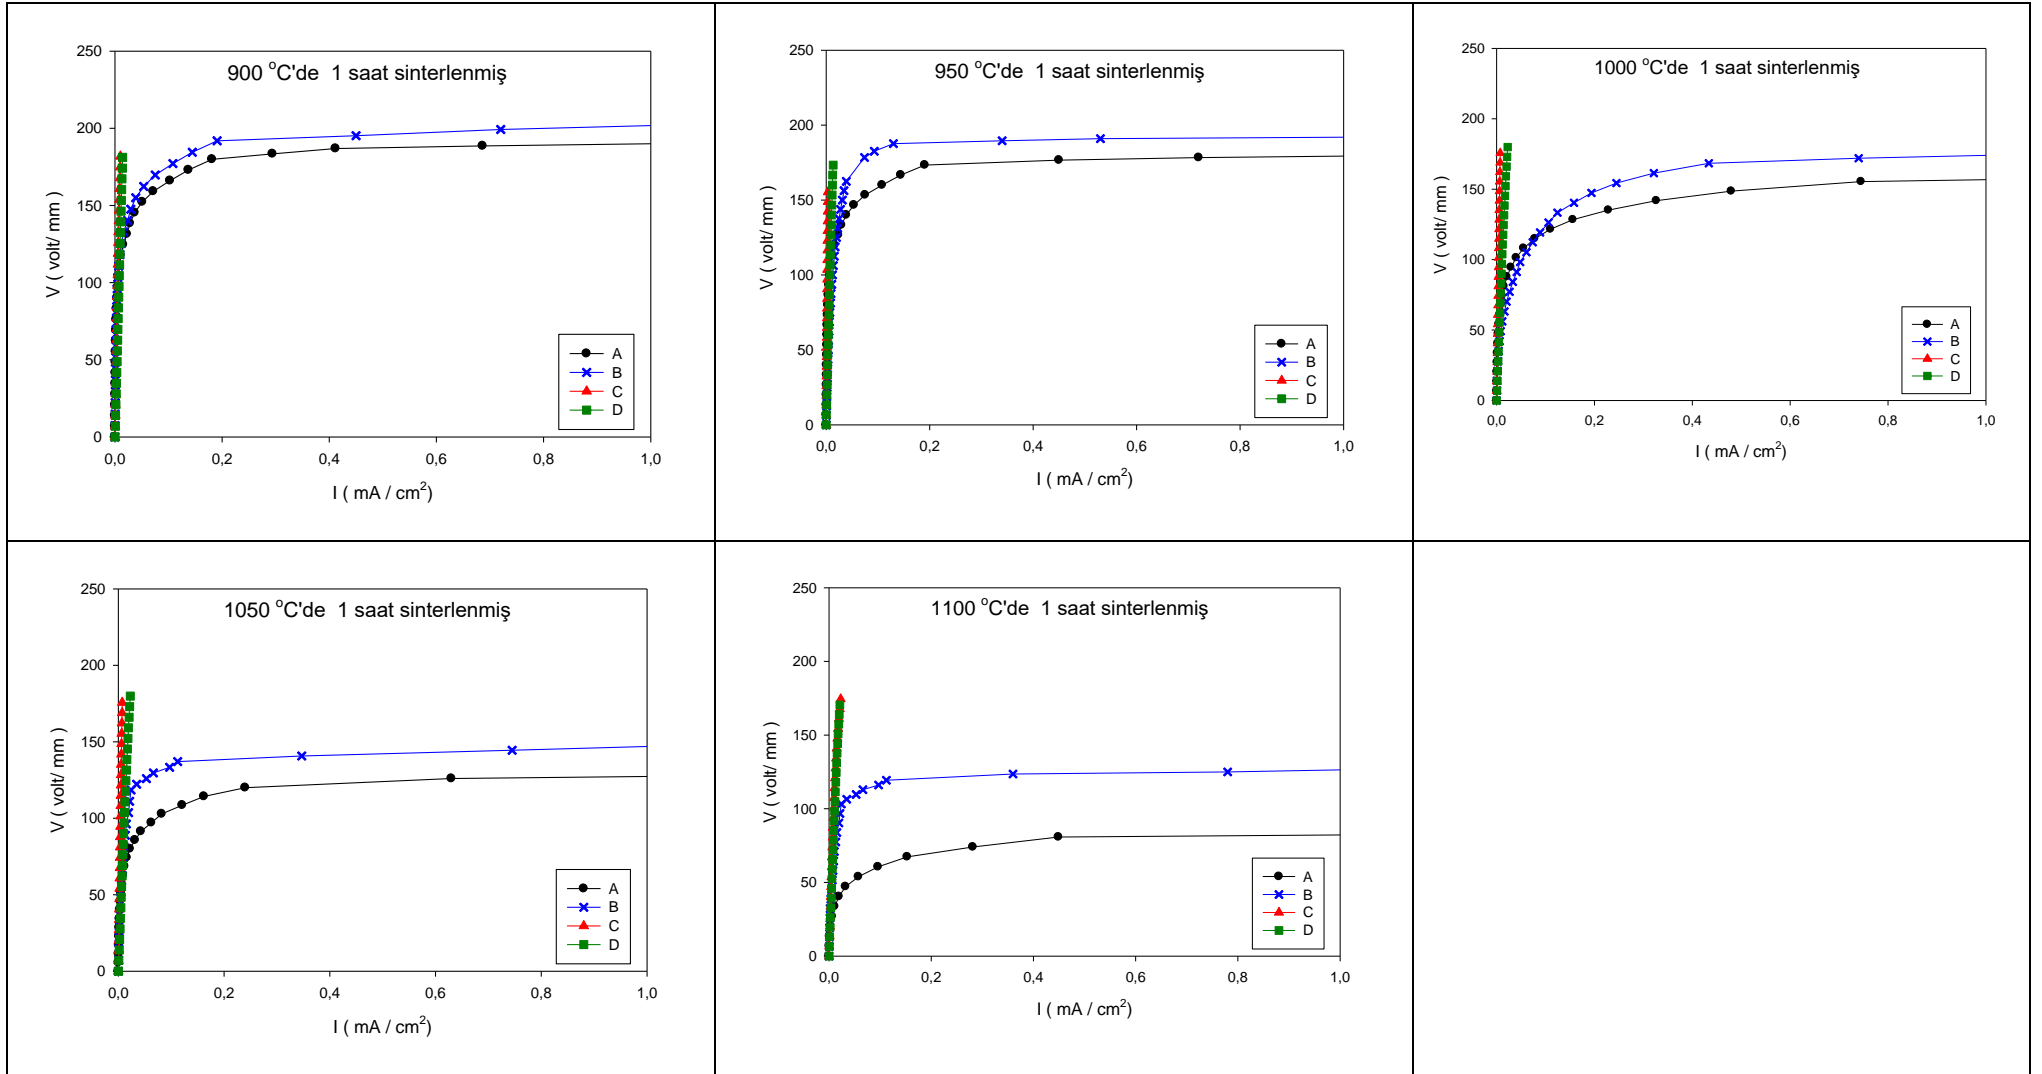 900 °C'de 1 saat sinterlenmiş
V ( volt/ mm )
250
200
150
100
50
0
A
B
C
D
0,0 0,2 0,4 0,6 0,8 1,0
I ( mA / cm²)
950 °C'de 1 saat sinterlenmiş
V ( volt/ mm )
250
200
150
100
50
0
A
B
C
D
0,0 0,2 0,4 0,6 0,8 1,0
I ( mA / cm²)
1000 °C'de 1 saat sinterlenmiş
V ( volt/ mm )
250
200
150
100
50
0
A
B
C
D
0,0 0,2 0,4 0,6 0,8 1,0
I ( mA / cm²)
1050 °C'de 1 saat sinterlenmiş
V ( volt/ mm )
250
200
150
100
50
0
A
B
C
D
0,0 0,2 0,4 0,6 0,8 1,0
I ( mA / cm²)
1100 °C'de 1 saat sinterlenmiş
V ( volt/ mm )
250
200
150
100
50
0
A
B
C
D
0,0 0,2 0,4 0,6 0,8 1,0
I ( mA / cm²)